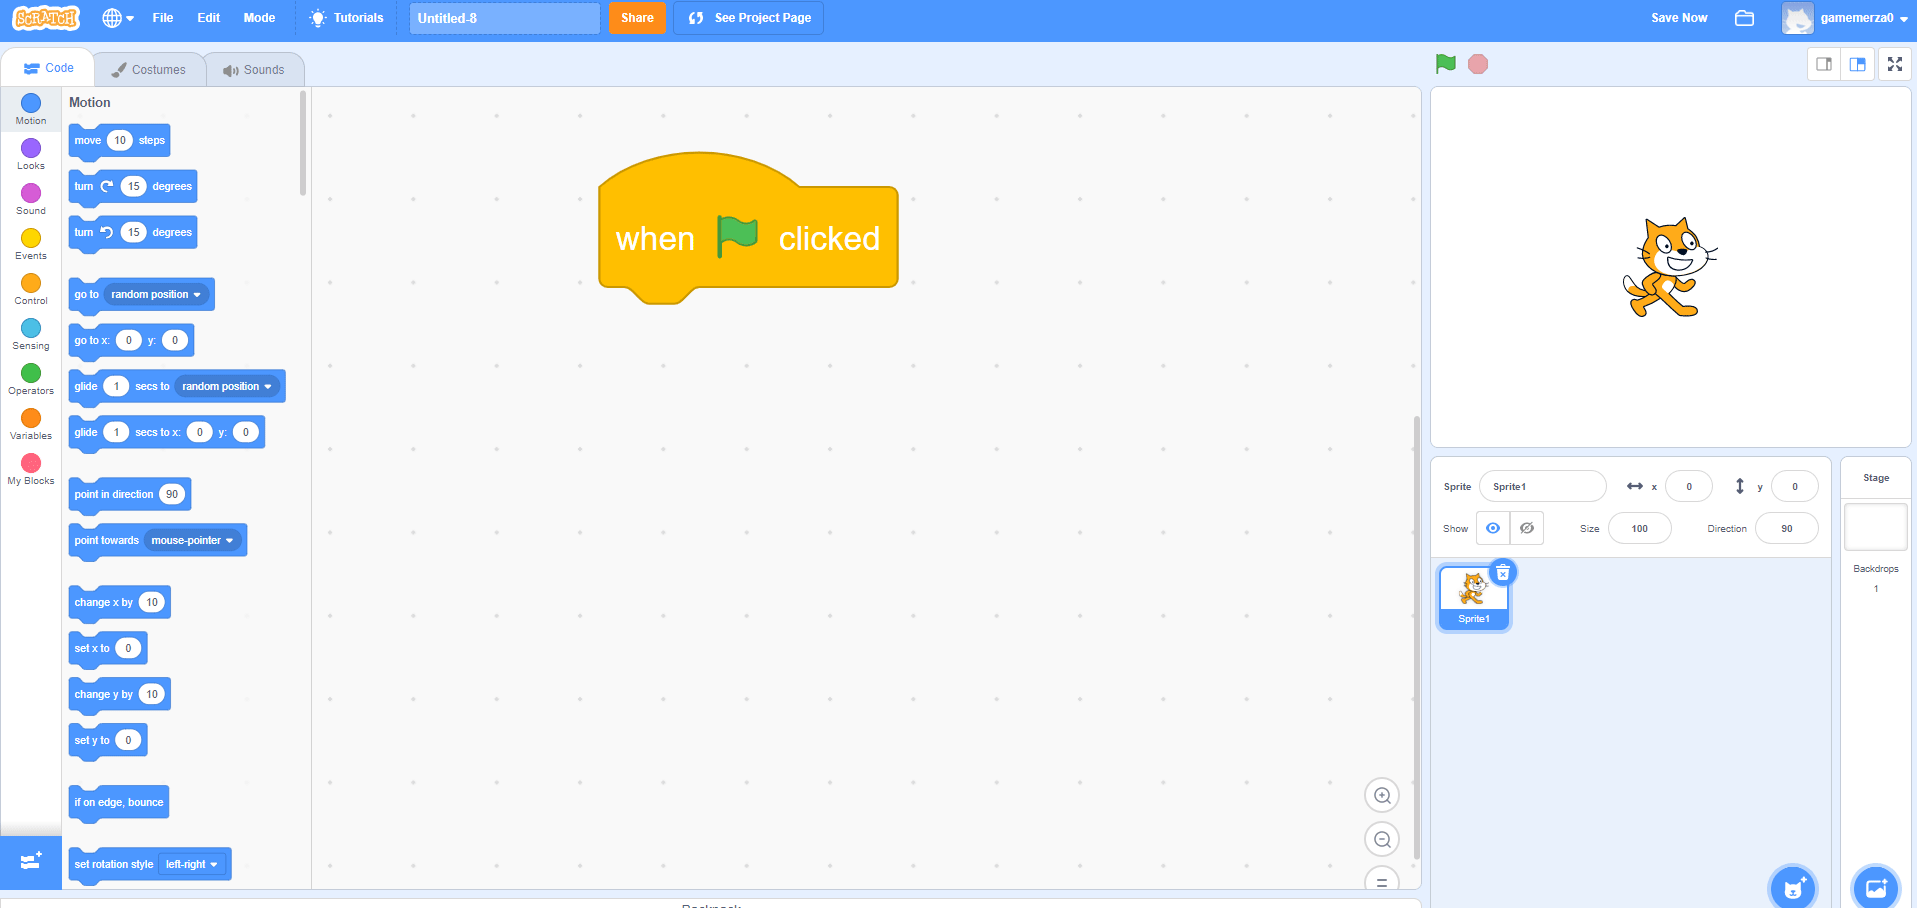 SCRATCH File Edit Mode Tutorials Untitled-8 Share See Project Page Save Now gamemerza0
Code Costumes Sounds
Motion
Looks
Sound
Events
Control
Sensing
Operators
Variables
My Blocks
Motion
move 10 steps
turn 15 degrees
turn 15 degrees
go to random position
go to x: 0 y: 0
glide 1 secs to random position
glide 1 secs to x: 0 y: 0
point in direction 90
point towards mouse-pointer
change x by 10
set x to 0
change y by 10
set y to 0
if on edge, bounce
set rotation style left-right
when clicked
Sprite Sprite1 x 0 y 0
Show Size 100 Direction 90
Sprite1
Stage
Backdrops
1